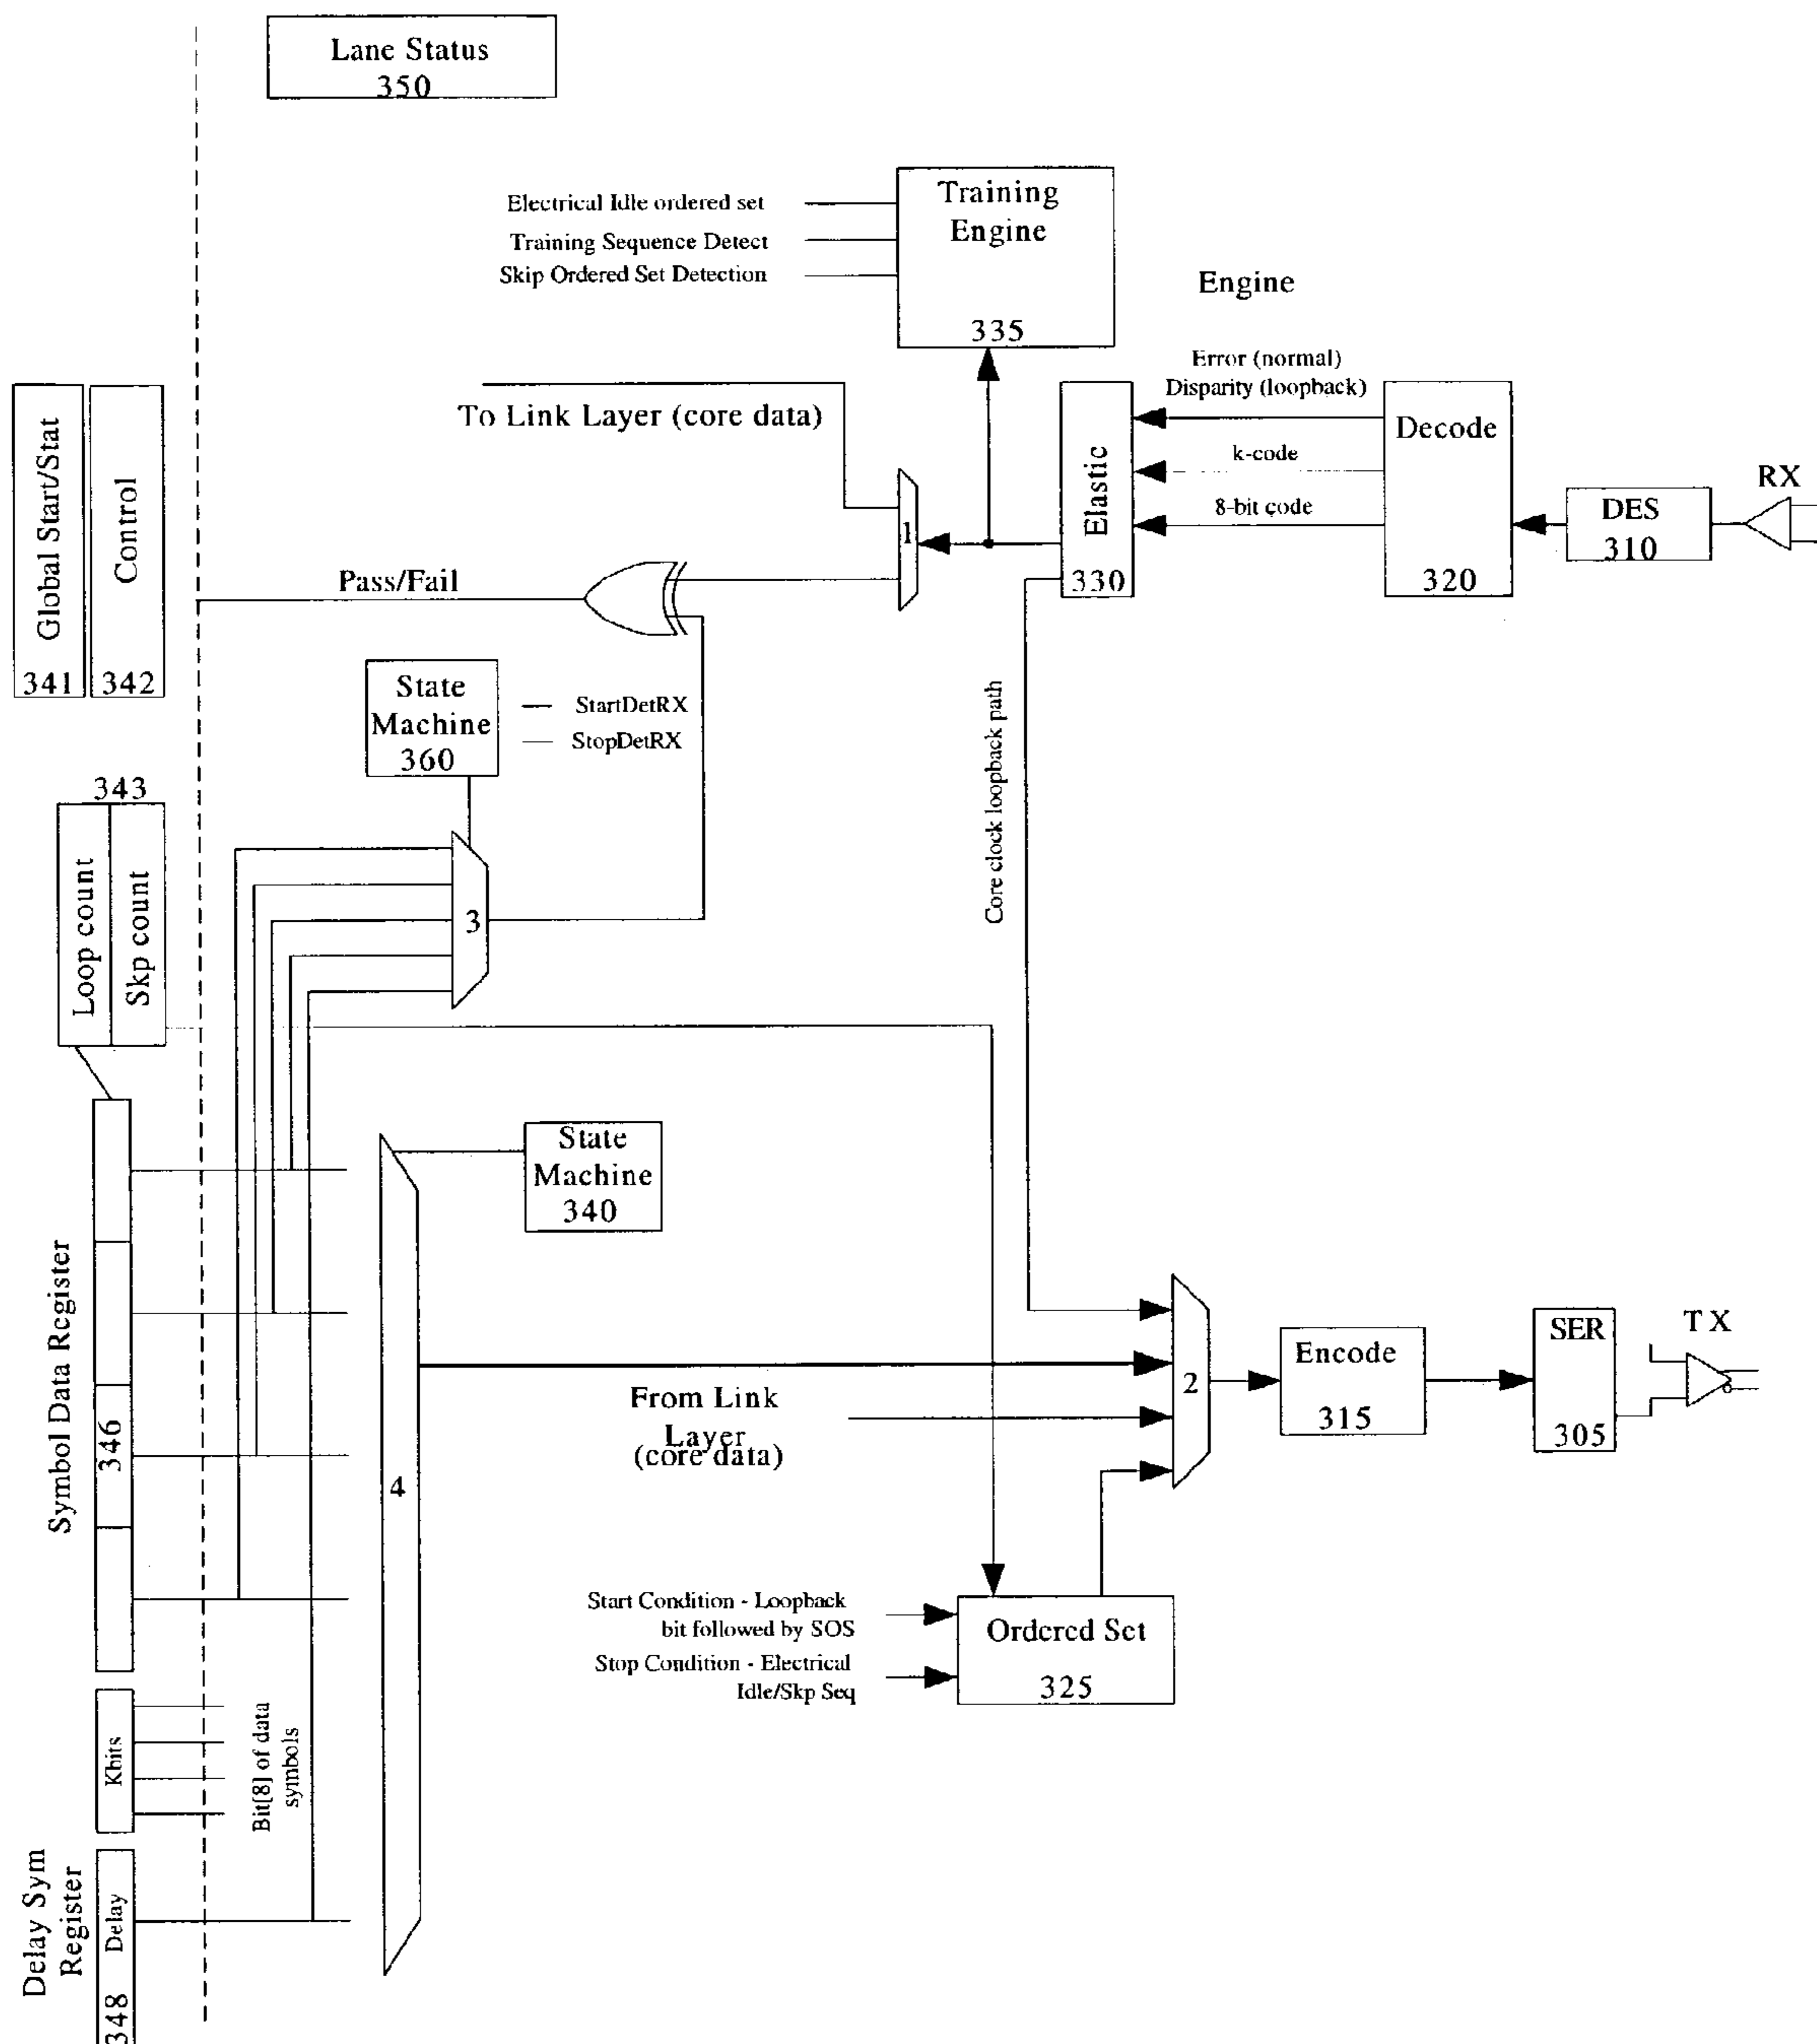 Lane Status
350
Electrical Idle ordered set
Training Sequence Detect
Skip Ordered Set Detection
Training
Engine
335
Engine
Error (normal)
Disparity (loopback)
k-code
8-bit code
Elastic
330
Decode
320
DES
310
RX
To Link Layer (core data)
1
Pass/Fail
Global Start/Stat
341
Control
342
State
Machine
360
StartDetRX
StopDetRX
Core clock loopback path
343
Loop count
Skp count
3
State
Machine
340
Symbol Data Register
346
4
From Link
Layer
(core data)
2
Encode
315
SER
305
TX
Start Condition - Loopback
bit followed by SOS
Stop Condition - Electrical
Idle/Skp Seq
Ordered Set
325
Kbits
Bit[8] of data
symbols
Delay Sym
Register
Delay
348